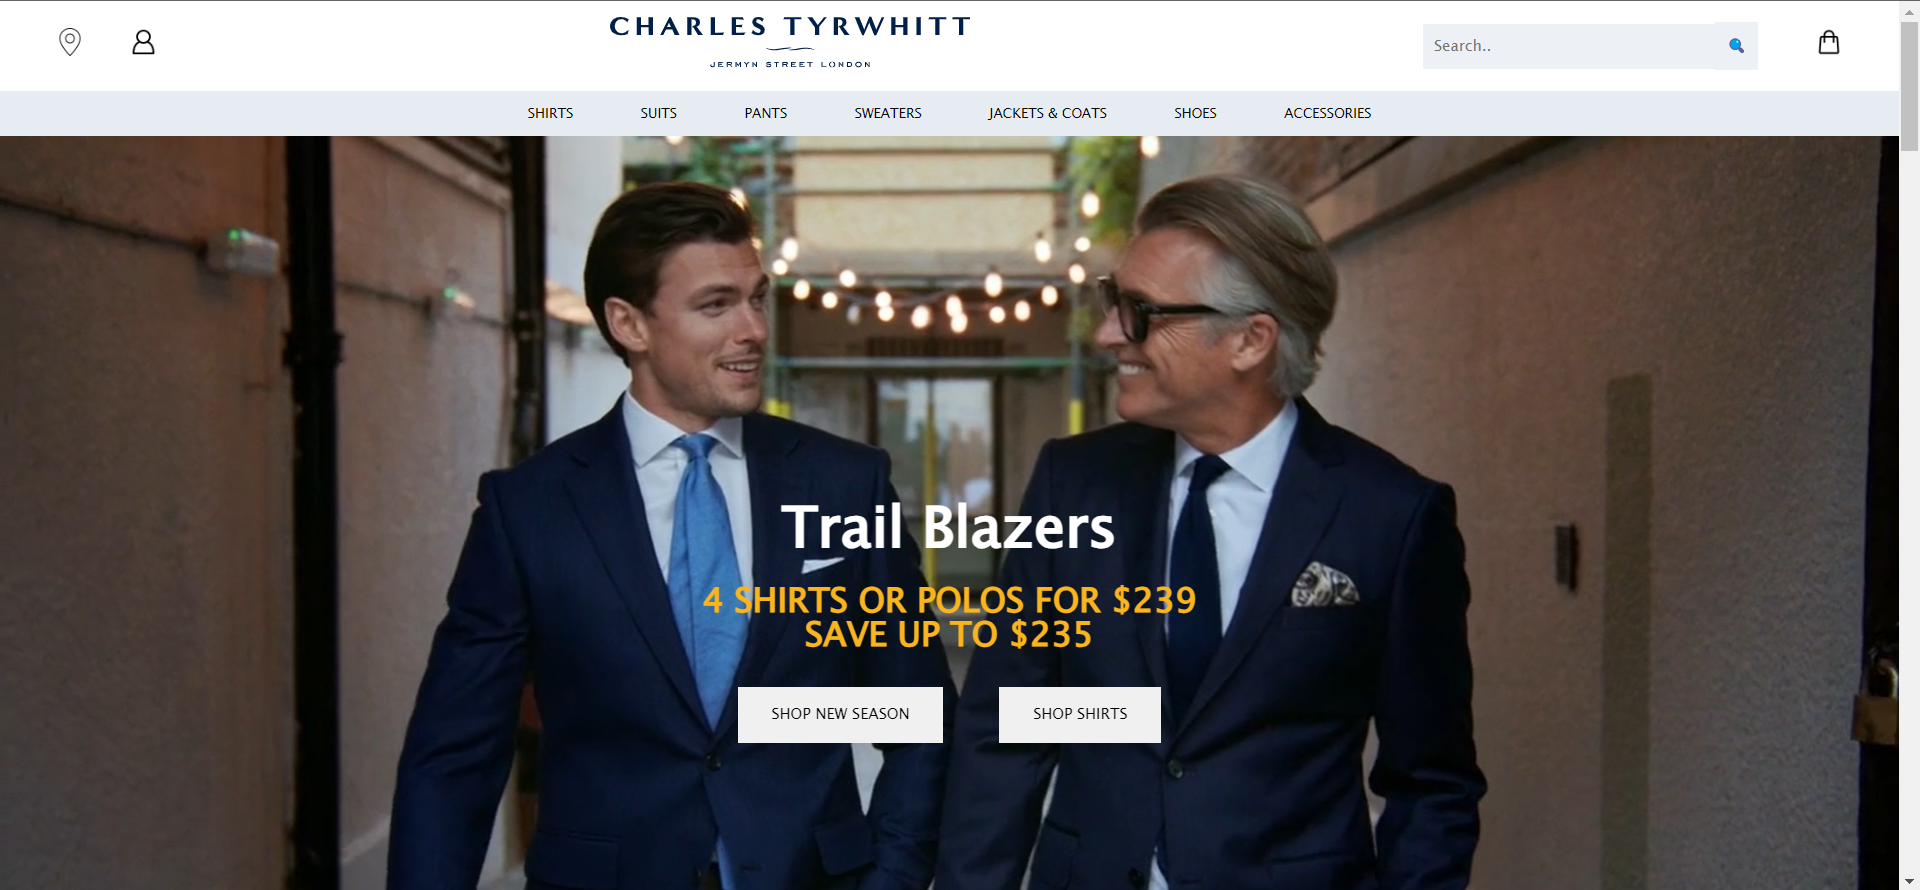 CHARLES TYRWHITT
JERMYN STREET LONDON
Search..
SHIRTS SUITS PANTS SWEATERS JACKETS & COATS SHOES ACCESSORIES
Trail Blazers
4 SHIRTS OR POLOS FOR $239
SAVE UP TO $235
SHOP NEW SEASON SHOP SHIRTS